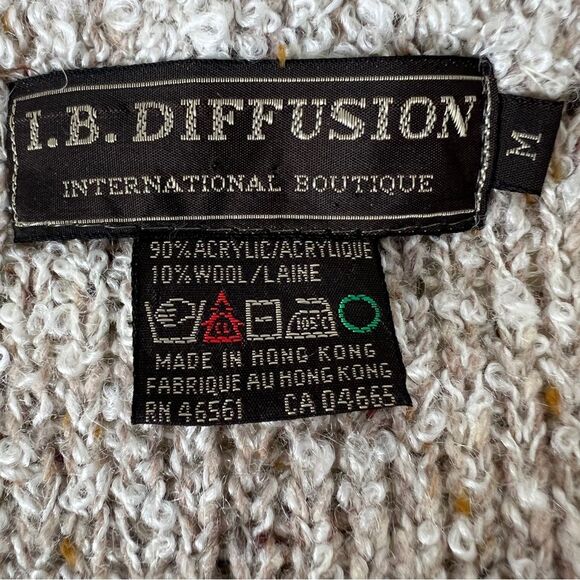 I.B. DIFFUSION
INTERNATIONAL BOUTIQUE
M
90% ACRYLIC/ACRYLIQUE
10% WOOL/LAINE
105°C
MADE IN HONG KONG
FABRIQUE AU HONG KONG
RN 46561 CA 04665